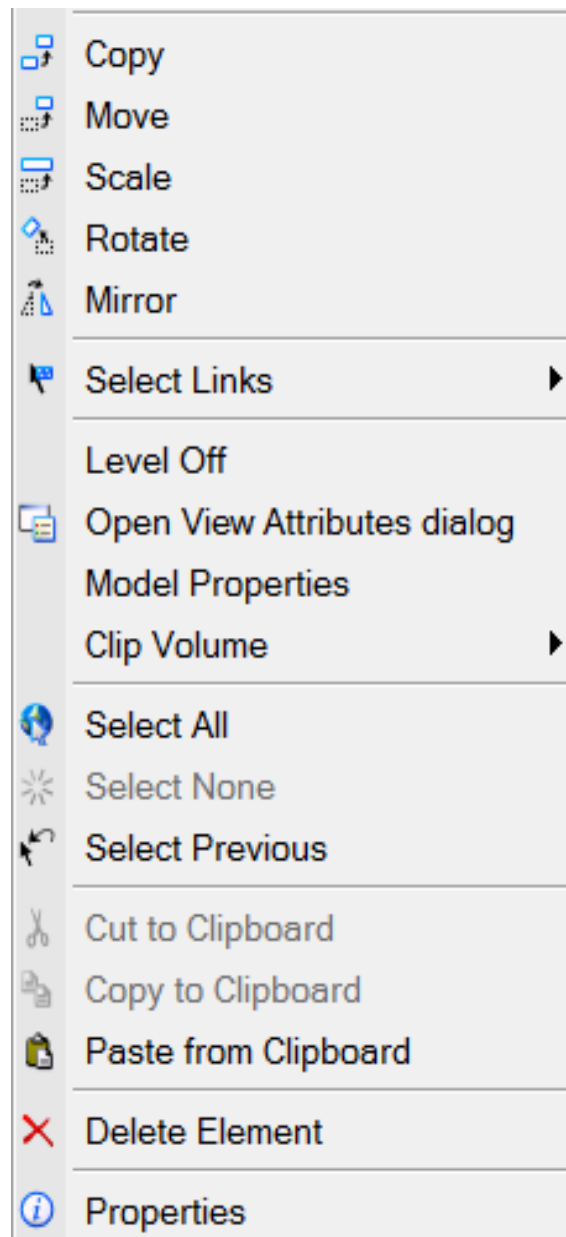 Copy
Move
Scale
Rotate
Mirror
Select Links
Level Off
Open View Attributes dialog
Model Properties
Clip Volume
Select All
Select None
Select Previous
Cut to Clipboard
Copy to Clipboard
Paste from Clipboard
Delete Element
Properties